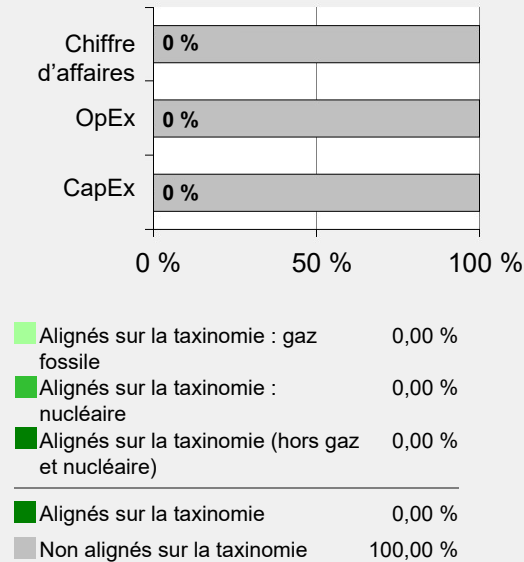 Chiffre
d’affaires
0 %
OpEx
0 %
CapEx
0 %
0 %
50 %
100 %
Alignés sur la taxinomie : gaz
fossile
0,00 %
Alignés sur la taxinomie :
nucléaire
0,00 %
Alignés sur la taxinomie (hors gaz
et nucléaire)
0,00 %
Alignés sur la taxinomie
0,00 %
Non alignés sur la taxinomie
100,00 %